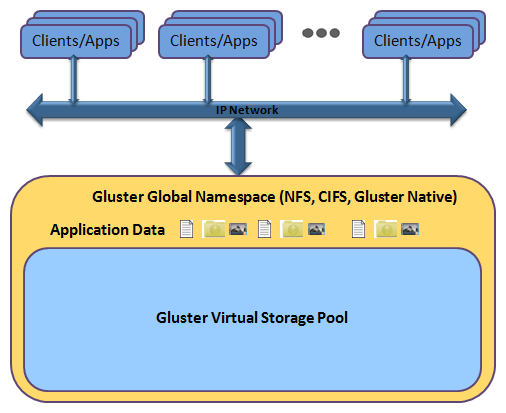 Clients/Apps
Clients/Apps
Clients/Apps
IP Network
Gluster Global Namespace (NFS, CIFS, Gluster Native)
Application Data
Gluster Virtual Storage Pool